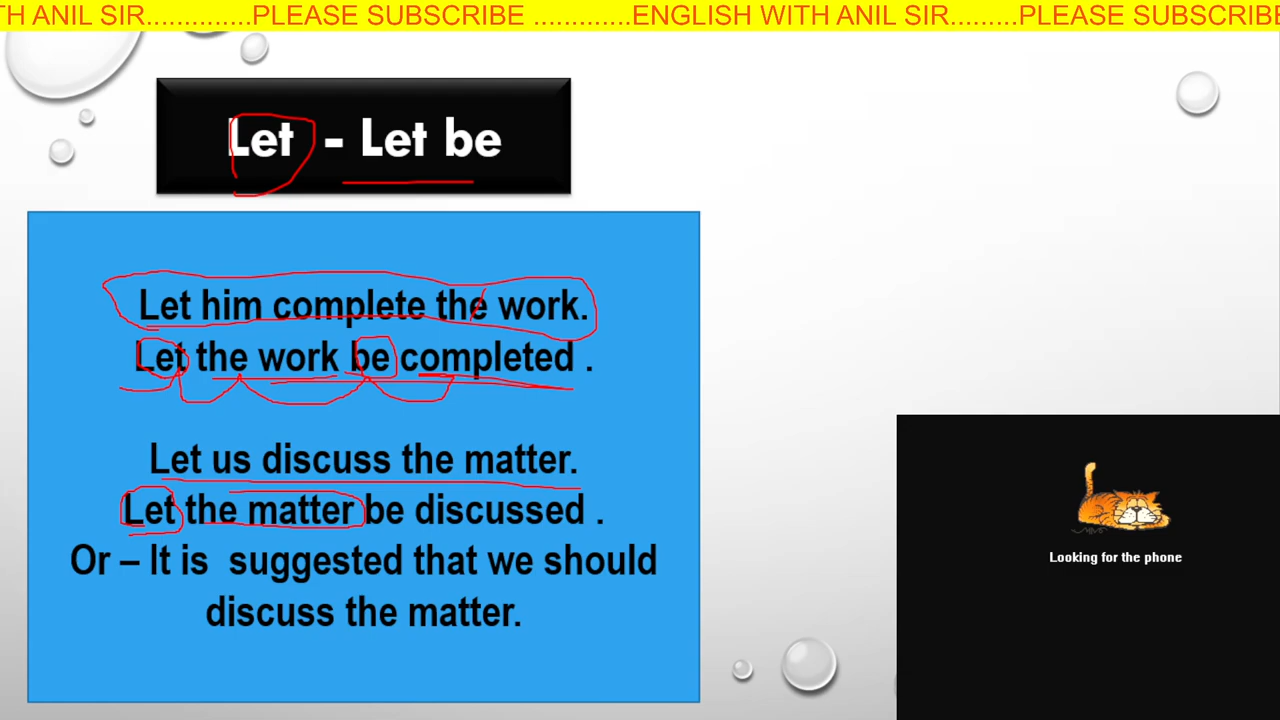 TH ANIL SIR.............PLEASE SUBSCRIBE .............ENGLISH WITH ANIL SIR.........PLEASE SUBSCRIBE
Let - Let be
Let him complete the work.
Let the work be completed .
Let us discuss the matter.
Let the matter be discussed .
Or – It is suggested that we should
discuss the matter.
Looking for the phone